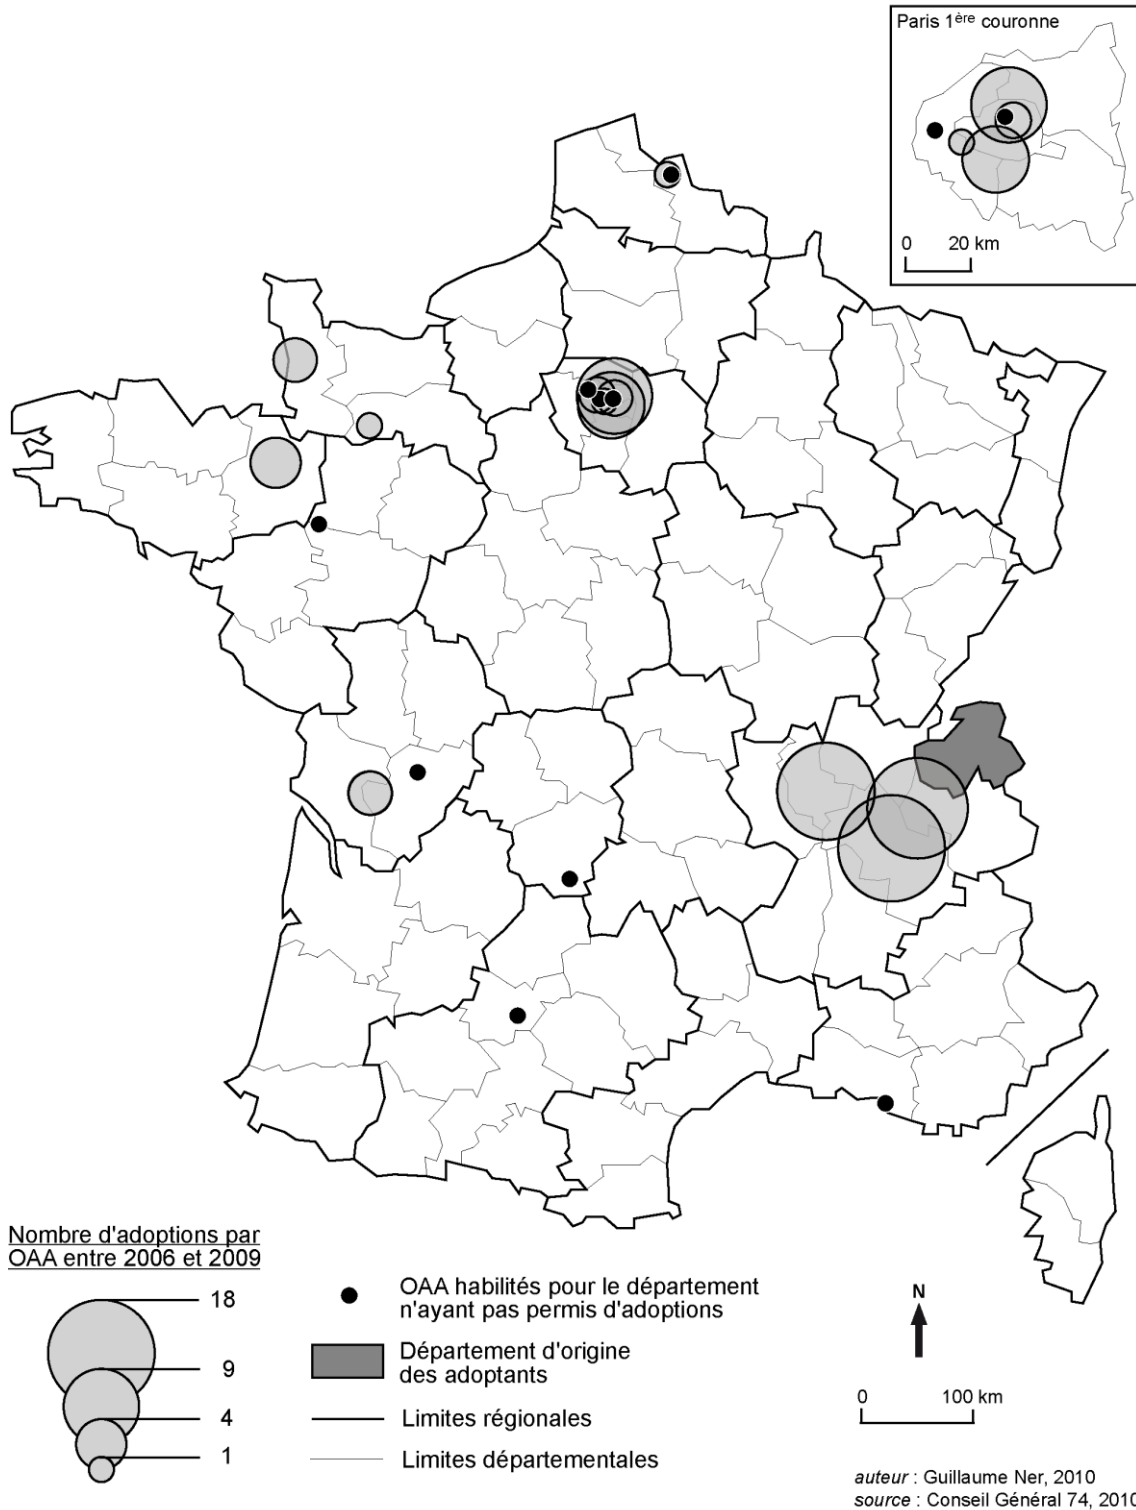 Paris 1ère couronne
0 20 km
Nombre d'adoptions par
OAA entre 2006 et 2009
18
9
4
1
OAA habilités pour le département
n'ayant pas permis d'adoptions
Département d'origine
des adoptants
Limites régionales
Limites départementales
N
0 100 km
auteur : Guillaume Ner, 2010
source : Conseil Général 74, 2010